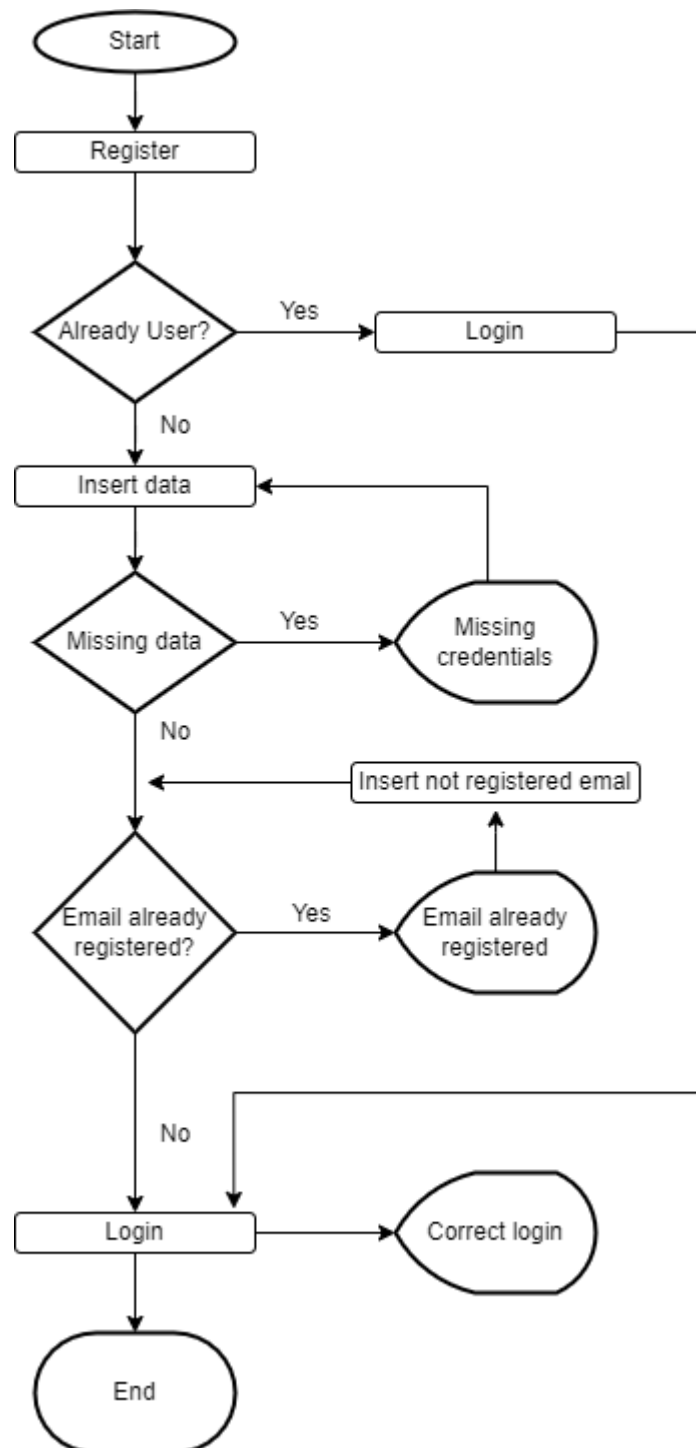 Start
Register
Already User?
Yes
Login
No
Insert data
Missing data
Yes
Missing
credentials
No
Insert not registered emal
Email already
registered?
Yes
Email already
registered
No
Login
Correct login
End